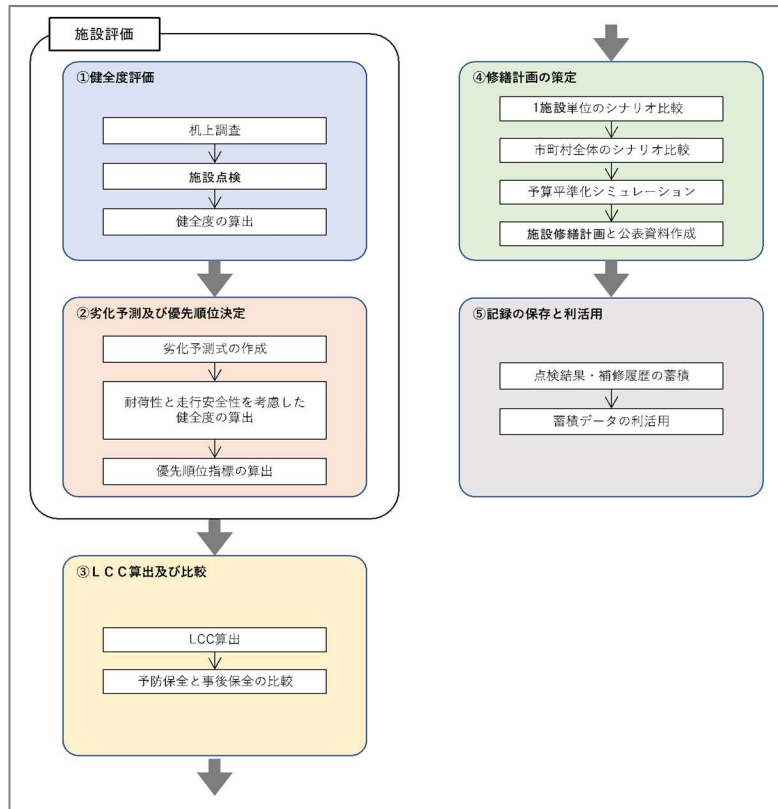 施設評価
①健全度評価
机上調査
施設点検
健全度の算出
②劣化予測及び優先順位決定
劣化予測式の作成
耐荷性と走行安全性を考慮した
健全度の算出
優先順位指標の算出
③ＬＣＣ算出及び比較
LCC算出
予防保全と事後保全の比較
④修繕計画の策定
1施設単位のシナリオ比較
市町村全体のシナリオ比較
予算平準化シミュレーション
施設修繕計画と公表資料作成
⑤記録の保存と利活用
点検結果・補修履歴の蓄積
蓄積データの利活用